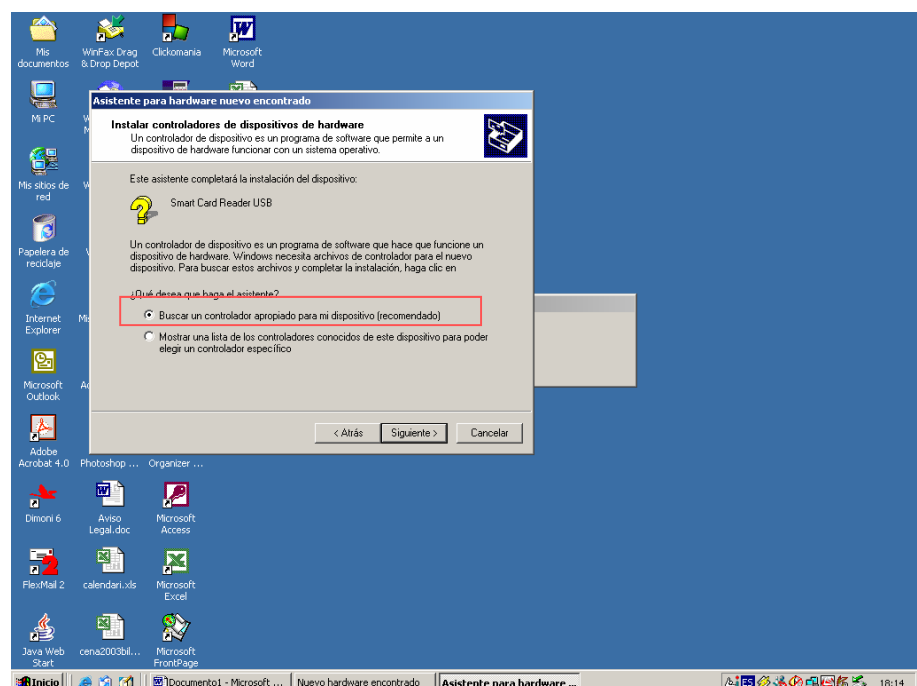 Mis
documentos
WinFax Drag
& Drop Depot
Clickomania
Microsoft
Word
Mi PC
Mis sitios de
red
Papelera de
reciclaje
Internet
Explorer
Microsoft
Outlook
Adobe
Acrobat 4.0
Photoshop ...
Organizer ...
Dimoni 6
Aviso
Legal.doc
Microsoft
Access
FlexMail 2
calendari.xls
Microsoft
Excel
Java Web
Start
cena2003bil...
Microsoft
FrontPage
Asistente para hardware nuevo encontrado
Instalar controladores de dispositivos de hardware
Un controlador de dispositivo es un programa de software que permite a un
dispositivo de hardware funcionar con un sistema operativo.
Este asistente completará la instalación del dispositivo:
Smart Card Reader USB
Un controlador de dispositivo es un programa de software que hace que funcione un
dispositivo de hardware. Windows necesita archivos de controlador para el nuevo
dispositivo. Para buscar estos archivos y completar la instalación, haga clic en
¿Qué desea que haga el asistente?
Buscar un controlador apropiado para mi dispositivo (recomendado)
Mostrar una lista de los controladores conocidos de este dispositivo para poder
elegir un controlador específico
< Atrás
Siguiente >
Cancelar
Inicio
Documento1 - Microsoft ...
Nuevo hardware encontrado
Asistente para hardware ...
ES
18:14